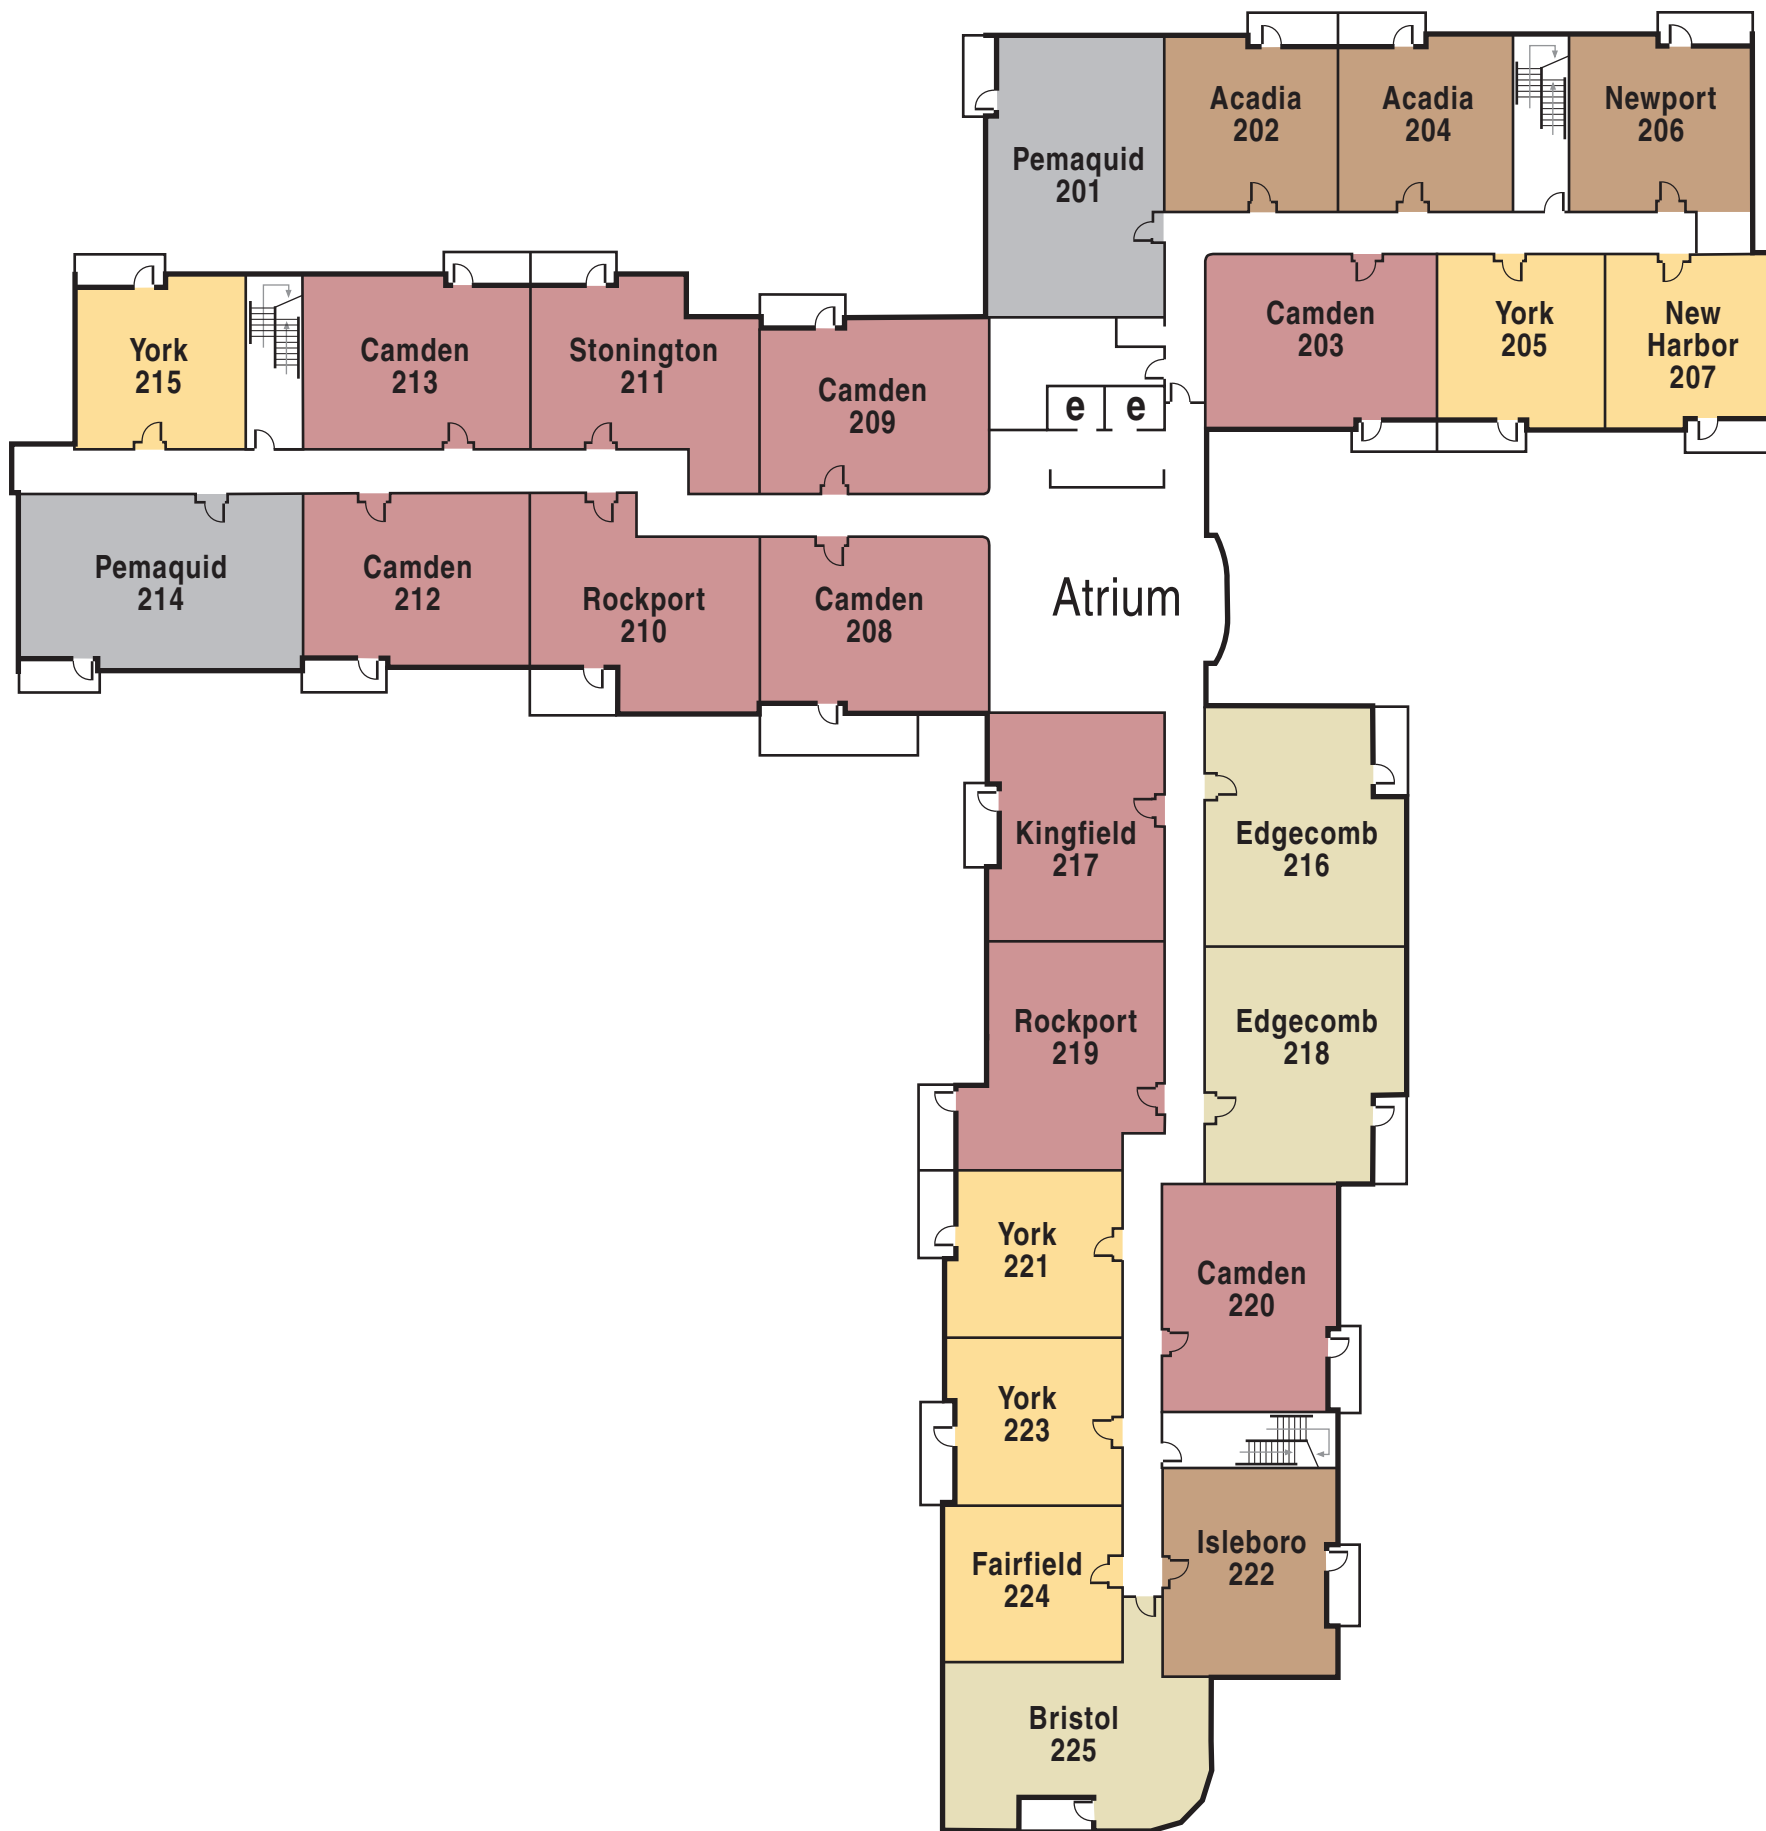 Pemaquid
201
Acadia
202
Acadia
204
Newport
206
Camden
203
York
205
New
Harbor
207
York
215
Camden
213
Stonington
211
Camden
209
e
e
Pemaquid
214
Camden
212
Rockport
210
Camden
208
Atrium
Kingfield
217
Edgecomb
216
Rockport
219
Edgecomb
218
York
221
Camden
220
York
223
Fairfield
224
Isleboro
222
Bristol
225